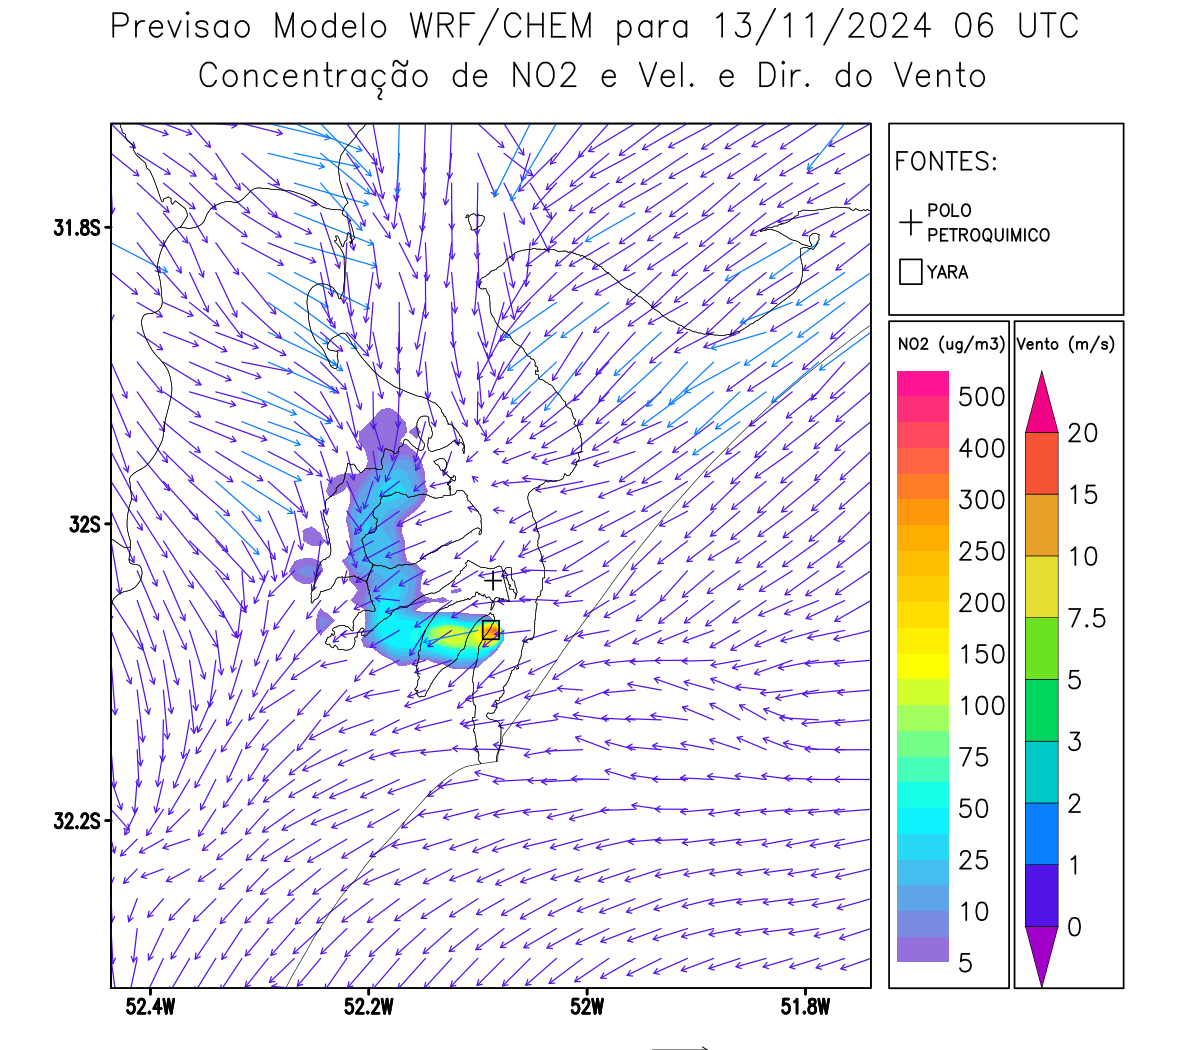 Previsao Modelo WRF/CHEM para 13/11/2024 06 UTC
Concentração de NO2 e Vel. e Dir. do Vento
FONTES:
POLO
PETROQUIMICO
YARA
31.8S
32S
32.2S
52.4W
52.2W
52W
51.8W
NO2 (ug/m3)
500
400
300
250
200
150
100
75
50
25
10
5
Vento (m/s)
20
15
10
7.5
5
3
2
1
0